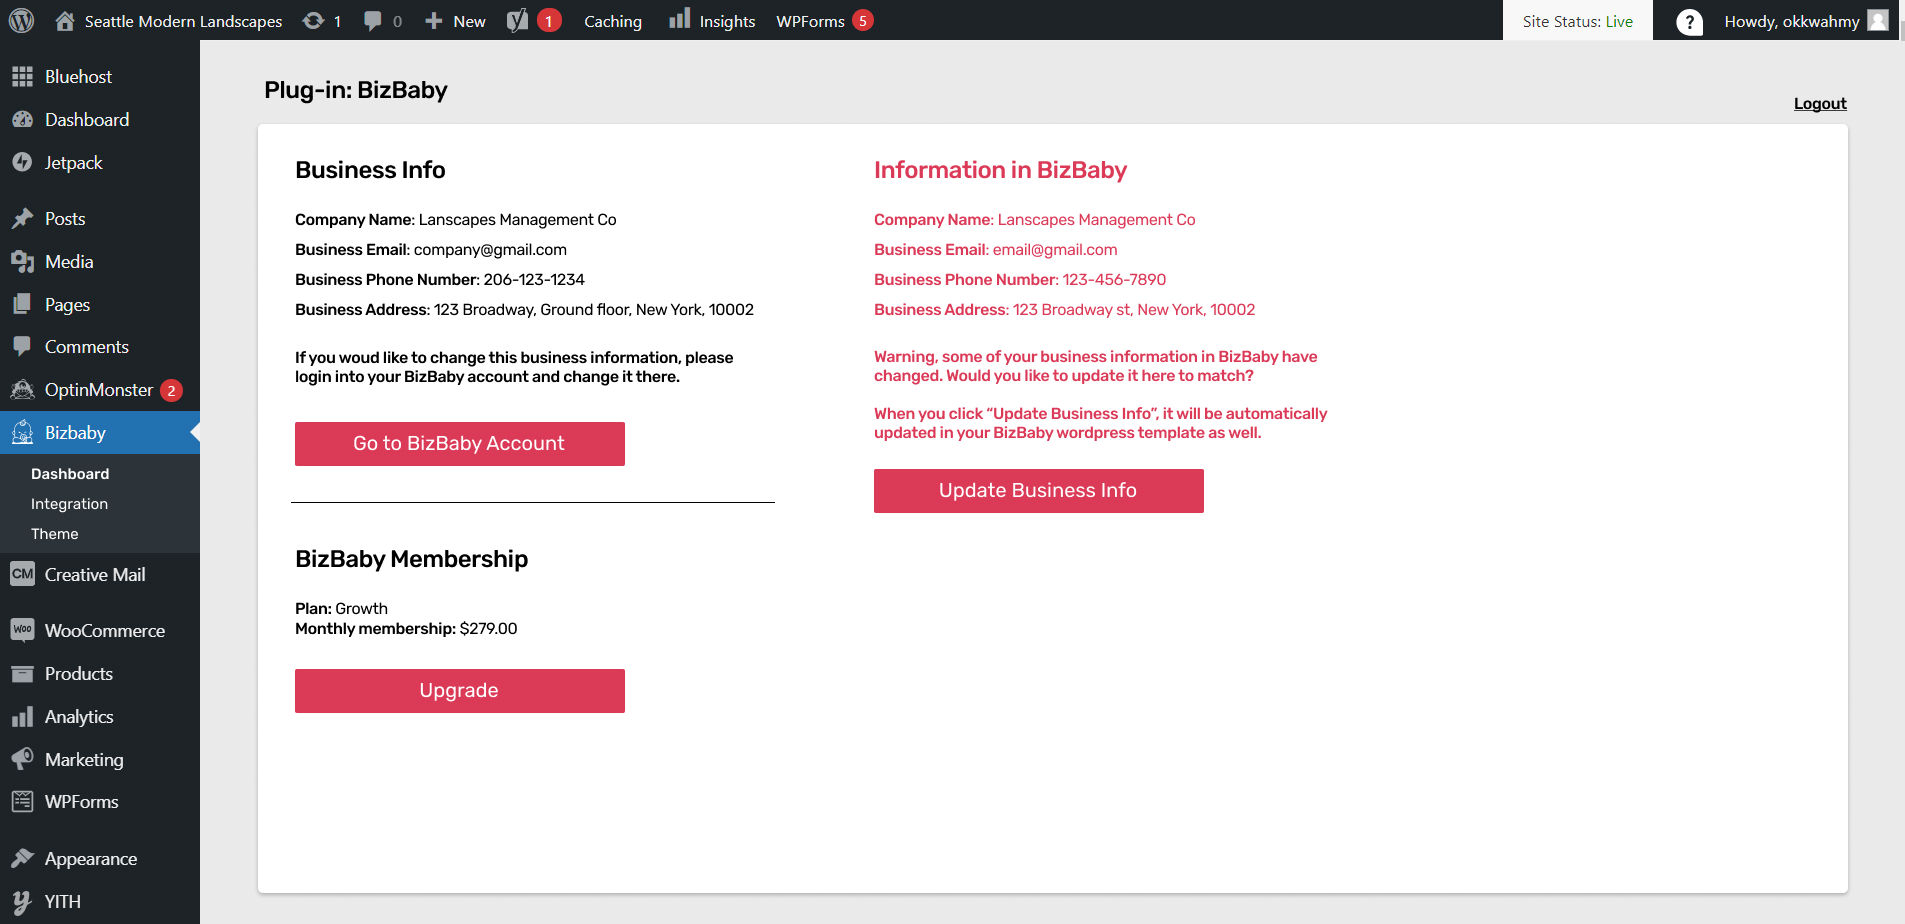 Seattle Modern Landscapes 1 0 New 1 Caching Insights WPForms 5 Site Status: Live ? Howdy, okkwahmy
Bluehost
Dashboard
Jetpack
Posts
Media
Pages
Comments
OptinMonster 2
Bizbaby
Dashboard
Integration
Theme
CM Creative Mail
Woo WooCommerce
Products
Analytics
Marketing
WPForms
Appearance
YITH
Plug-in: BizBaby
Logout
Business Info
Company Name: Lanscapes Management Co
Business Email: company@gmail.com
Business Phone Number: 206-123-1234
Business Address: 123 Broadway, Ground floor, New York, 10002
If you woud like to change this business information, please
login into your BizBaby account and change it there.
Go to BizBaby Account
BizBaby Membership
Plan: Growth
Monthly membership: $279.00
Upgrade
Information in BizBaby
Company Name: Lanscapes Management Co
Business Email: email@gmail.com
Business Phone Number: 123-456-7890
Business Address: 123 Broadway st, New York, 10002
Warning, some of your business information in BizBaby have
changed. Would you like to update it here to match?
When you click “Update Business Info”, it will be automatically
updated in your BizBaby wordpress template as well.
Update Business Info